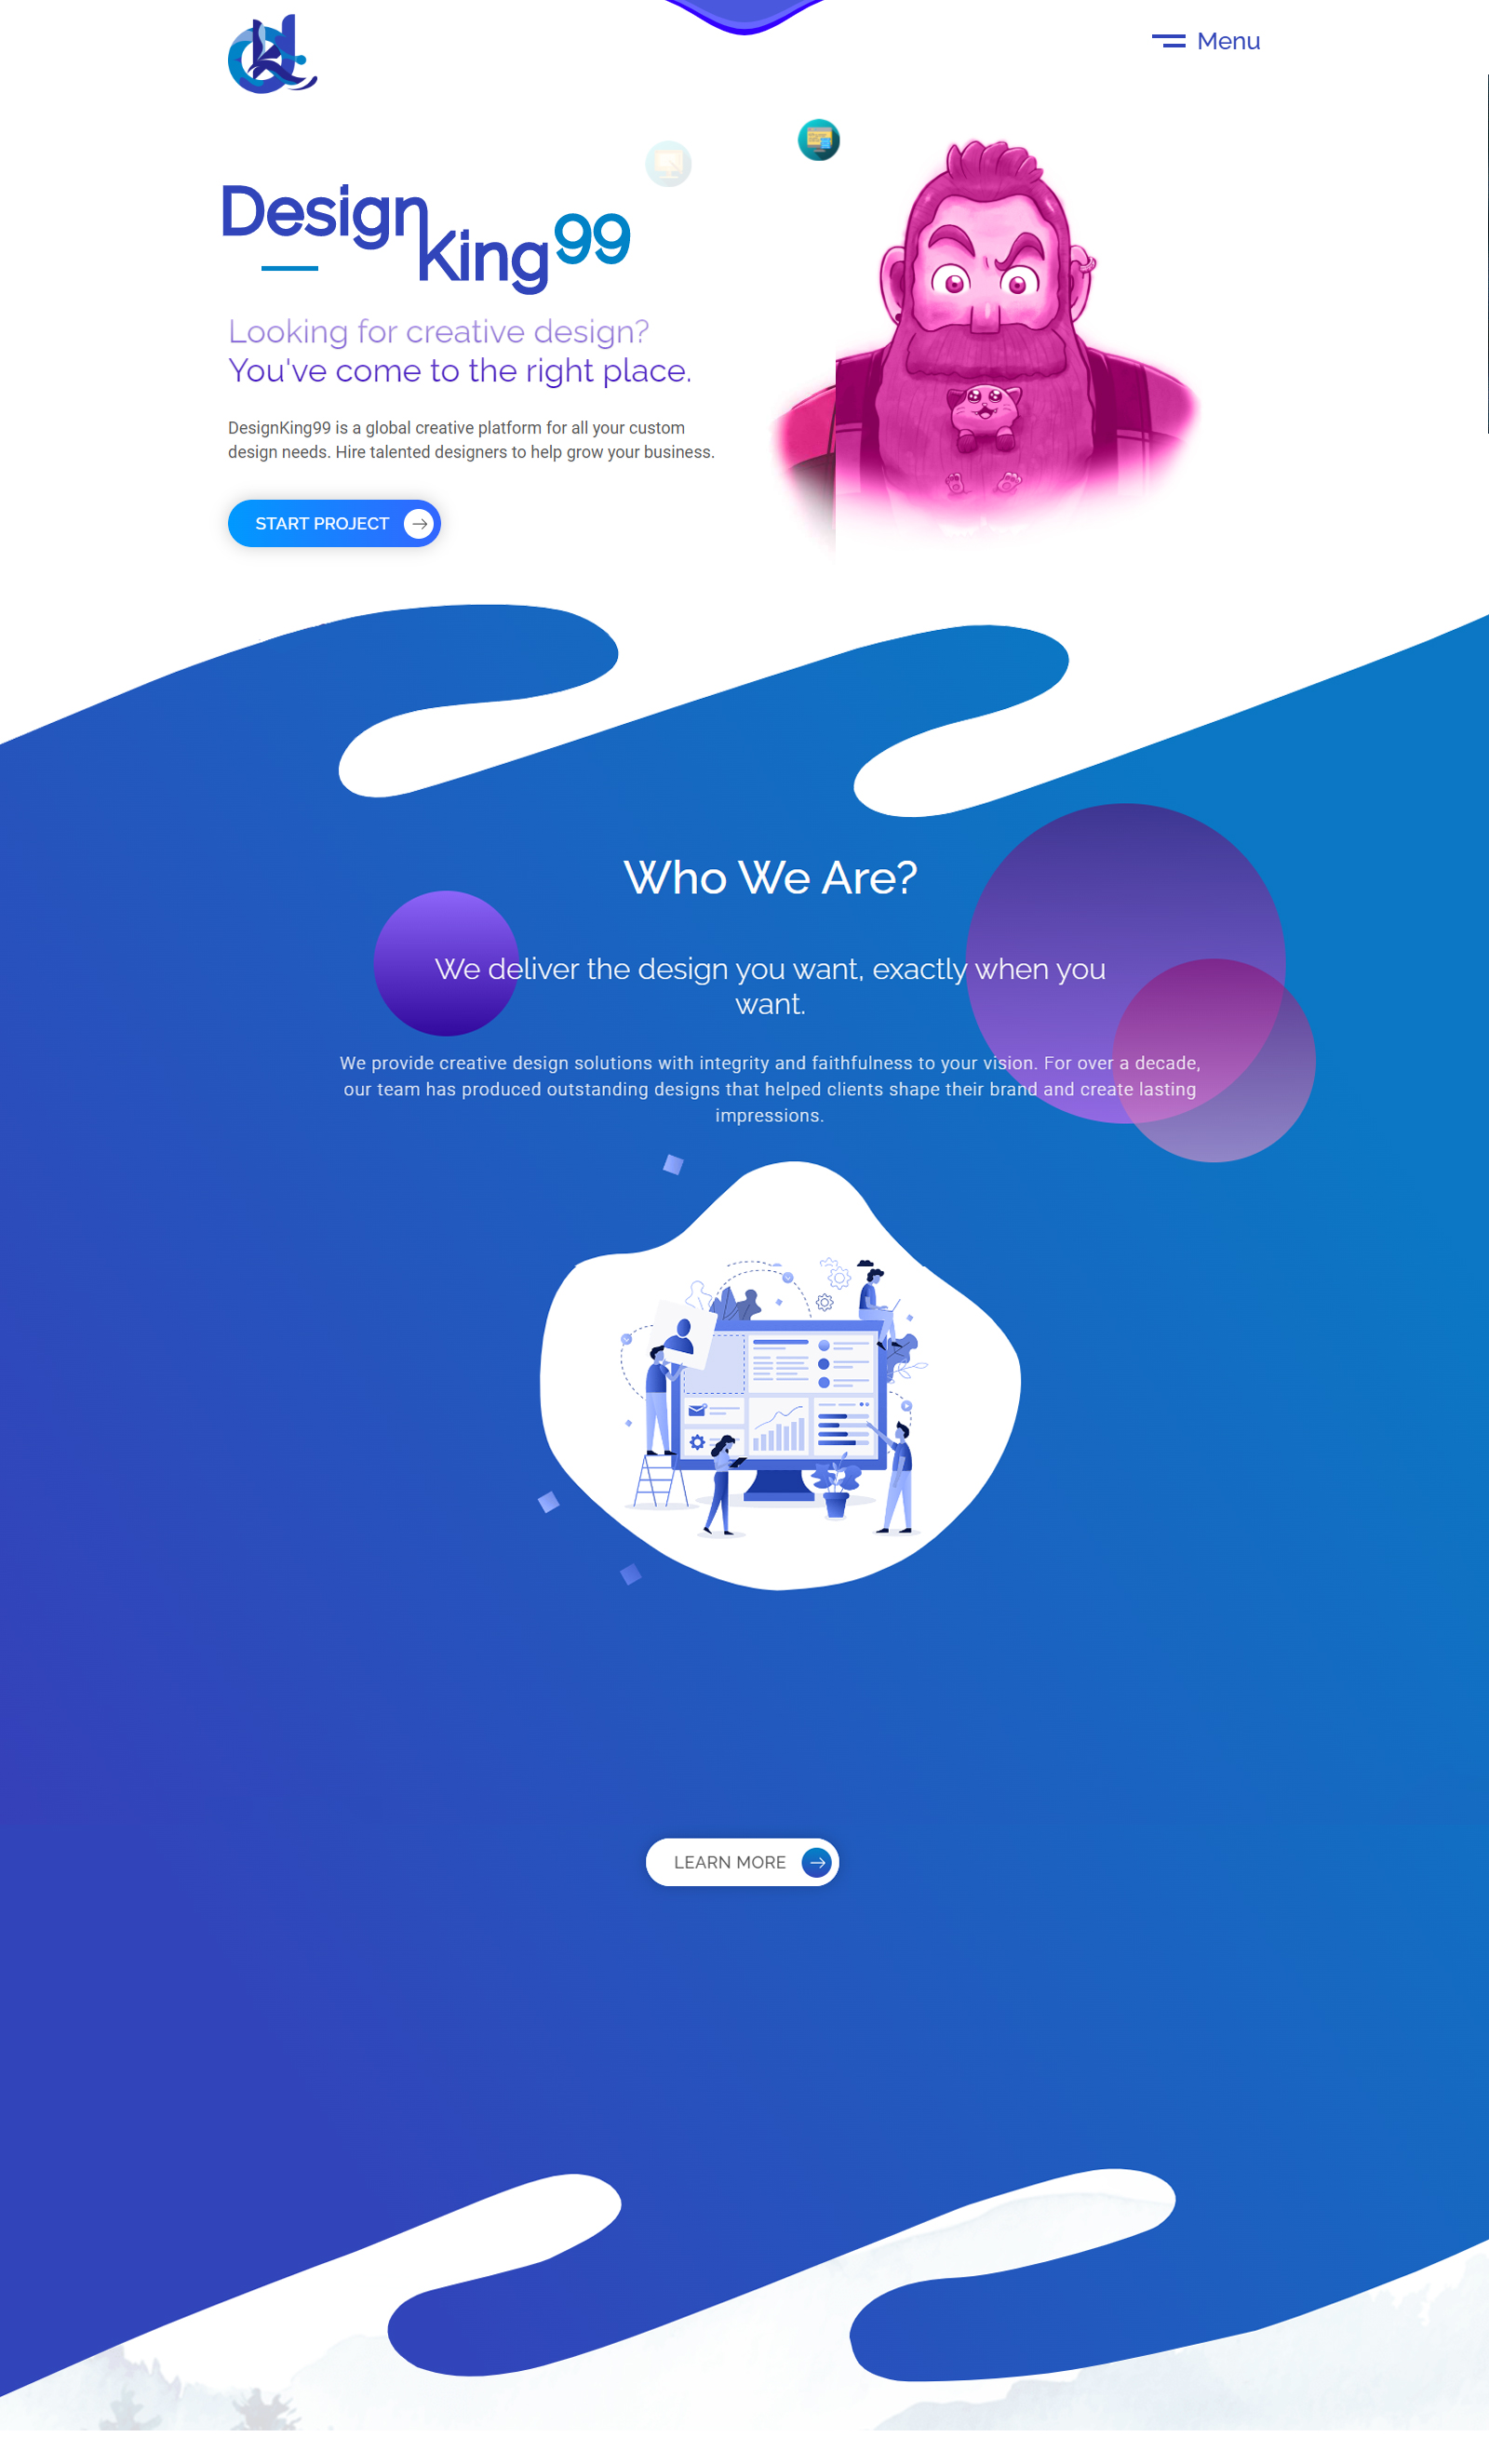 Menu
Design
King99
Looking for creative design?
You've come to the right place.
DesignKing99 is a global creative platform for all your custom
design needs. Hire talented designers to help grow your business.
START PROJECT
Who We Are?
We deliver the design you want, exactly when you
want.
We provide creative design solutions with integrity and faithfulness to your vision. For over a decade,
our team has produced outstanding designs that helped clients shape their brand and create lasting
impressions.
LEARN MORE